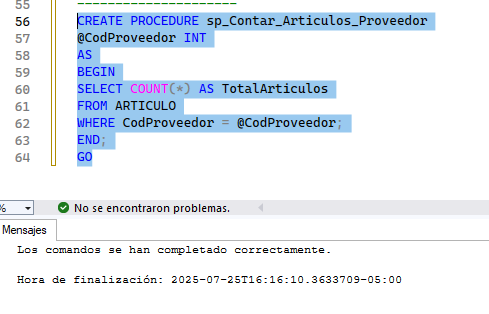 55 ---------------------
56 CREATE PROCEDURE sp_Contar_Articulos_Proveedor
57 @CodProveedor INT
58 AS
59 BEGIN
60 SELECT COUNT(*) AS TotalArticulos
61 FROM ARTICULO
62 WHERE CodProveedor = @CodProveedor;
63 END;
64 GO
% No se encontraron problemas.
Mensajes
Los comandos se han completado correctamente.
Hora de finalización: 2025-07-25T16:16:10.3633709-05:00